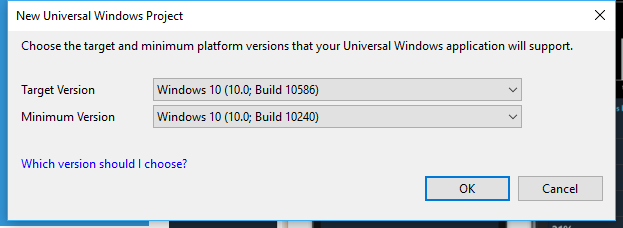 New Universal Windows Project
Choose the target and minimum platform versions that your Universal Windows application will support.
Target Version Windows 10 (10.0; Build 10586)
Minimum Version Windows 10 (10.0; Build 10240)
Which version should I choose?
OK Cancel